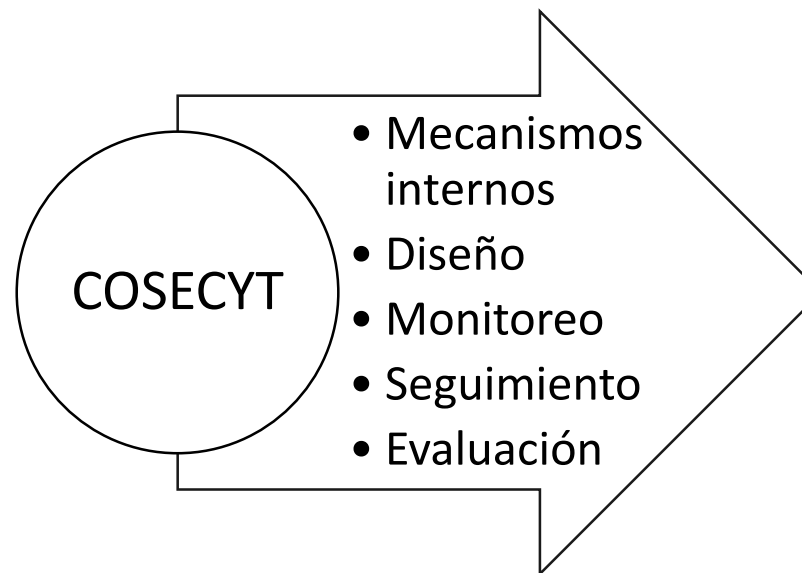 COSECYT
• Mecanismos
internos
• Diseño
• Monitoreo
• Seguimiento
• Evaluación